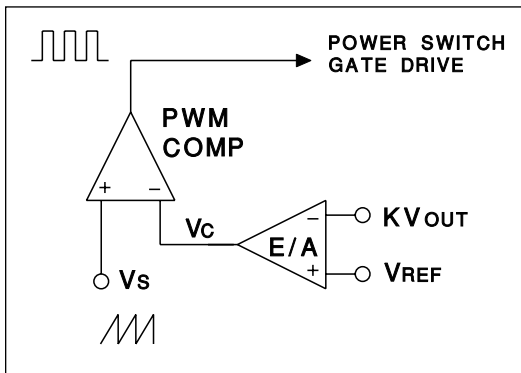 POWER SWITCH
GATE DRIVE
PWM
COMP
+ −
VC
E/A
−
+
KVOUT
VREF
VS